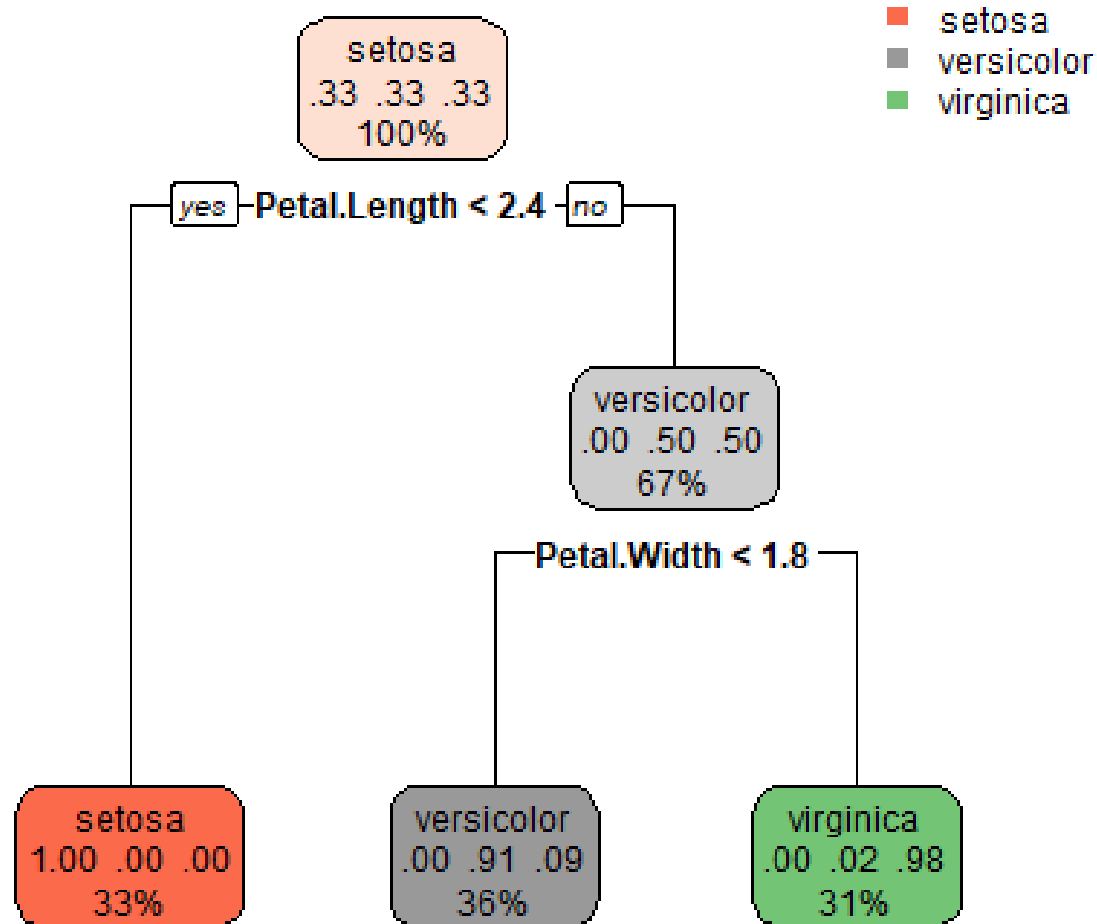 setosa
.33 .33 .33
100%
setosa
versicolor
virginica
yes Petal.Length < 2.4 no
versicolor
.00 .50 .50
67%
Petal.Width < 1.8
setosa
1.00 .00 .00
33%
versicolor
.00 .91 .09
36%
virginica
.00 .02 .98
31%